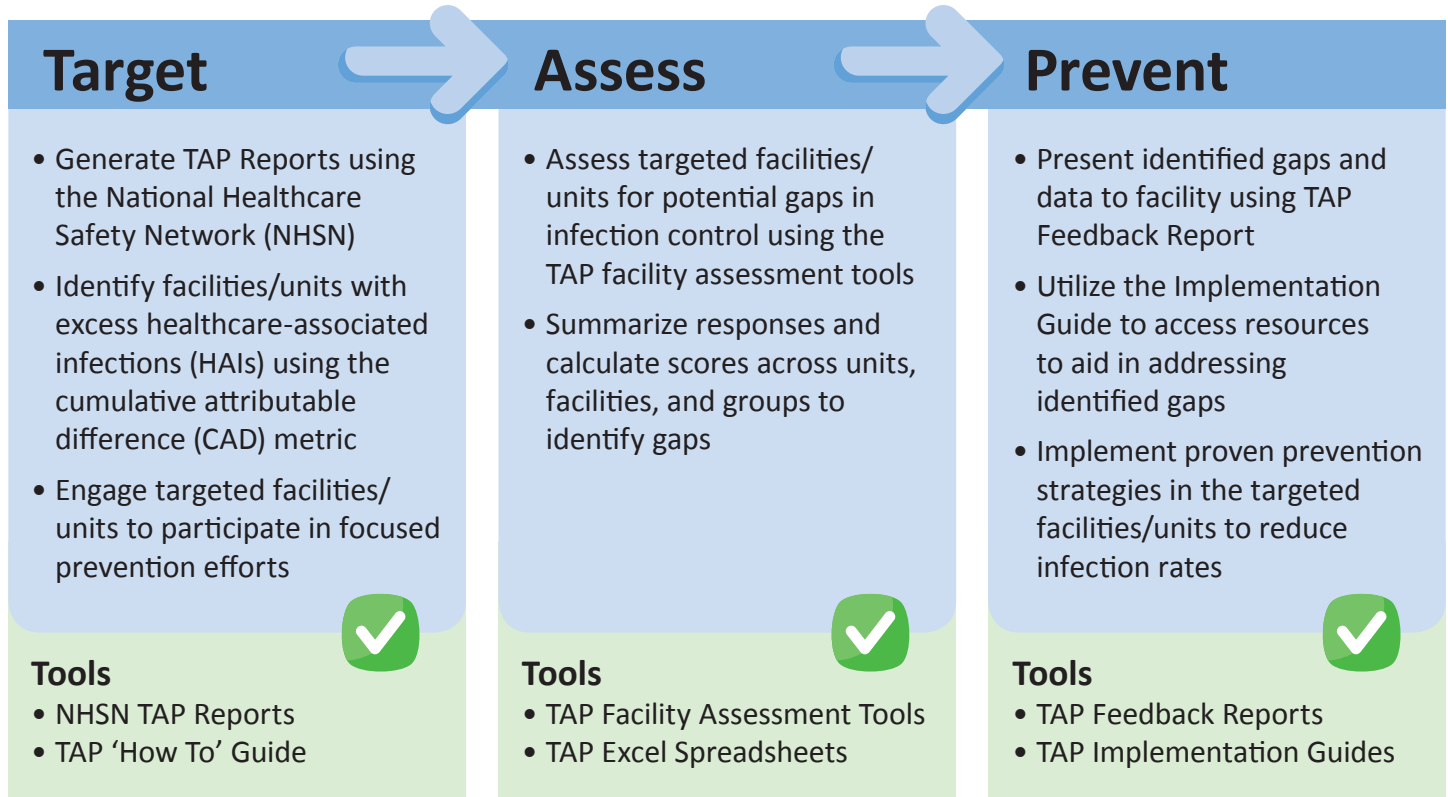 Target
• Generate TAP Reports using
the National Healthcare
Safety Network (NHSN)
• Identify facilities/units with
excess healthcare-associated
infections (HAIs) using the
cumulative attributable
difference (CAD) metric
• Engage targeted facilities/
units to participate in focused
prevention efforts
Tools
• NHSN TAP Reports
• TAP ‘How To’ Guide
Assess
• Assess targeted facilities/
units for potential gaps in
infection control using the
TAP facility assessment tools
• Summarize responses and
calculate scores across units,
facilities, and groups to
identify gaps
Tools
• TAP Facility Assessment Tools
• TAP Excel Spreadsheets
Prevent
• Present identified gaps and
data to facility using TAP
Feedback Report
• Utilize the Implementation
Guide to access resources
to aid in addressing
identified gaps
• Implement proven prevention
strategies in the targeted
facilities/units to reduce
infection rates
Tools
• TAP Feedback Reports
• TAP Implementation Guides